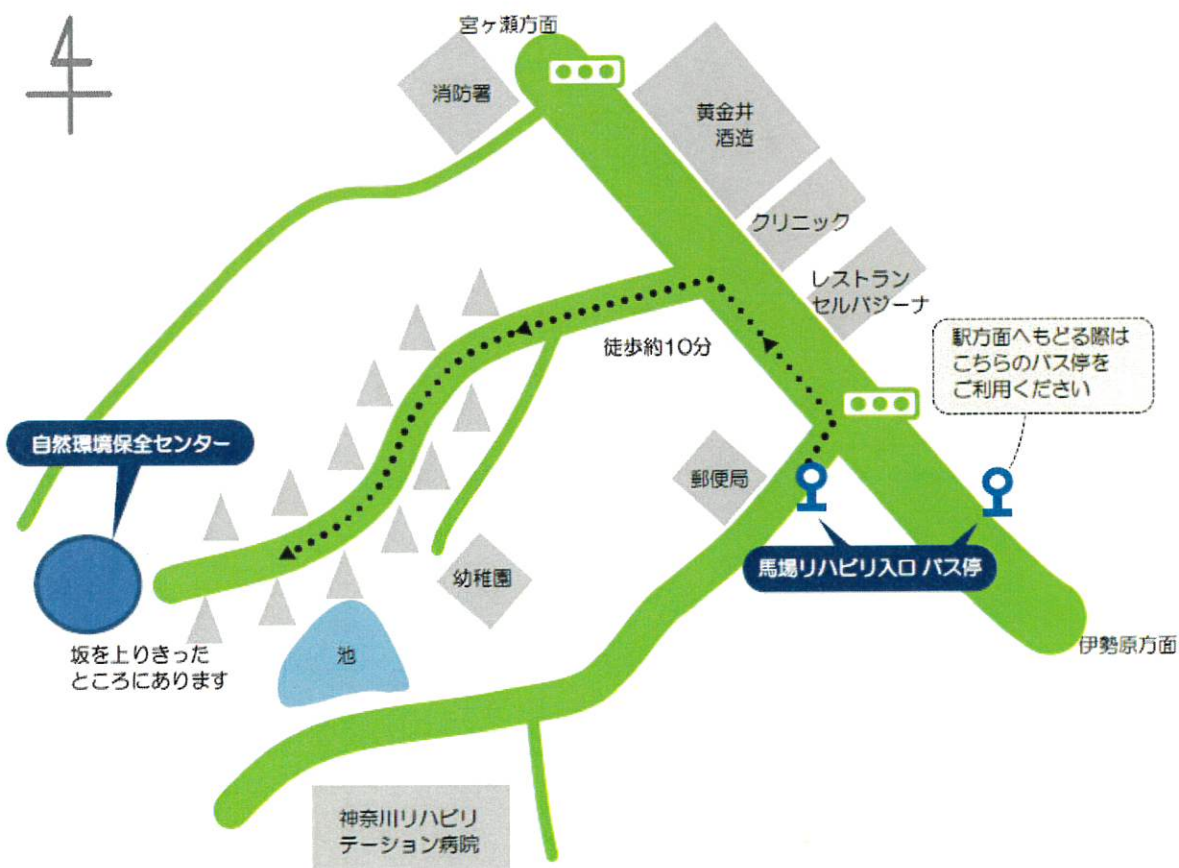 宮ヶ瀬方面
消防署
黄金井
酒造
クリニック
レストラン
セルバジーナ
徒歩約10分
駅方面へもどる際は
こちらのバス停を
ご利用ください
自然環境保全センター
郵便局
馬場リハビリ入口 バス停
幼稚園
池
坂を上りきった
ところにあります
伊勢原方面
神奈川リハビリ
テーション病院